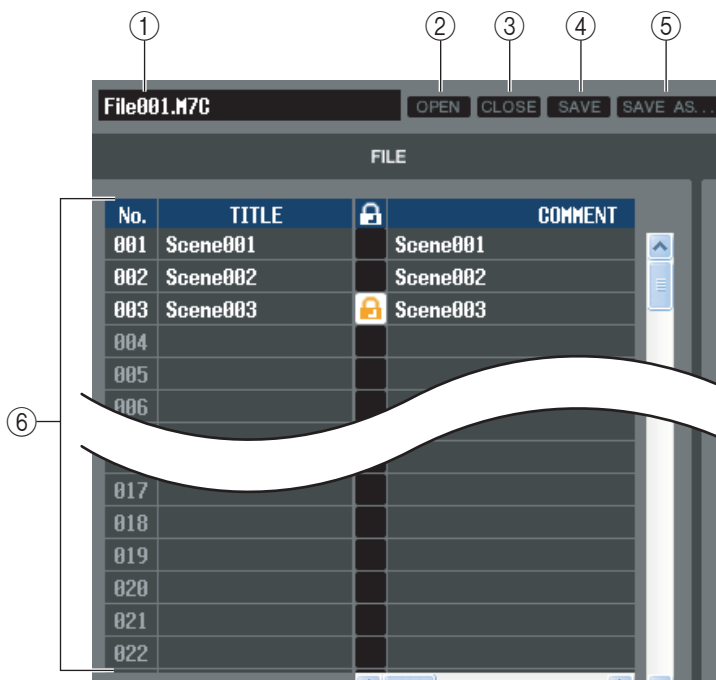 ① ② ③ ④ ⑤
File001.M7C OPEN CLOSE SAVE SAVE AS...
FILE
No. TITLE COMMENT
001 Scene001 Scene001
002 Scene002 Scene002
003 Scene003 Scene003
004
005
006
⑥
017
018
019
020
021
022